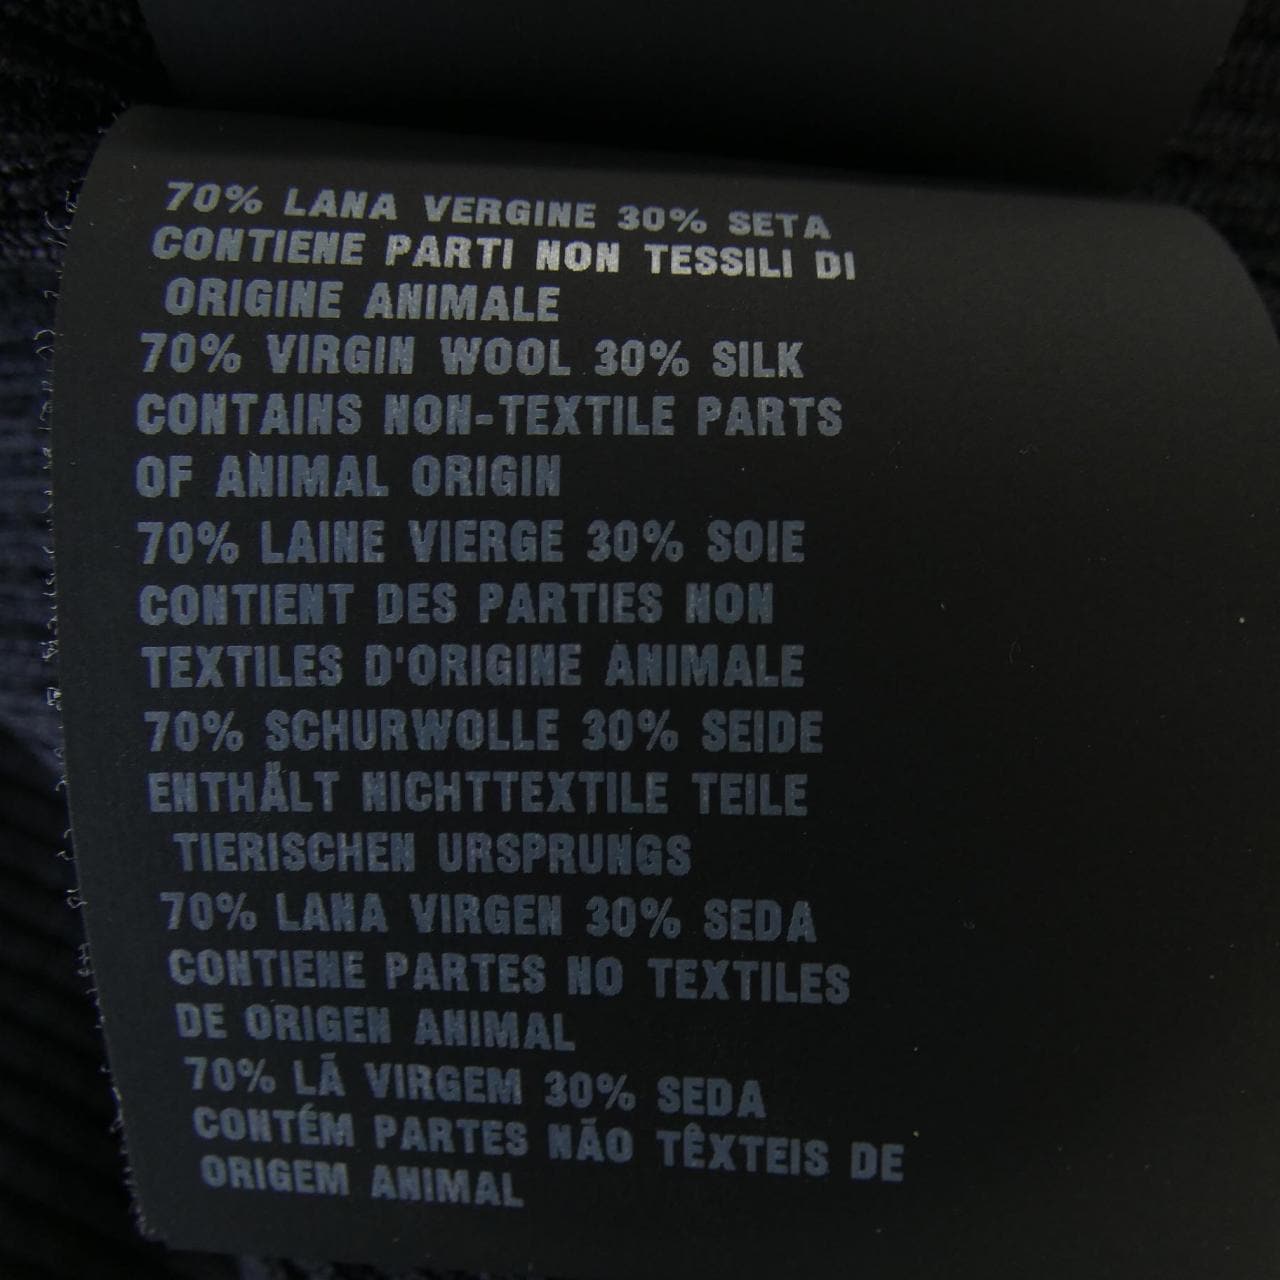 70% LANA VERGINE 30% SETA
CONTIENE PARTI NON TESSILI DI
ORIGINE ANIMALE
70% VIRGIN WOOL 30% SILK
CONTAINS NON-TEXTILE PARTS
OF ANIMAL ORIGIN
70% LAINE VIERGE 30% SOIE
CONTIENT DES PARTIES NON
TEXTILES D'ORIGINE ANIMALE
70% SCHURWOLLE 30% SEIDE
ENTHÄLT NICHTTEXTILE TEILE
TIERISCHEN URSPRUNGS
70% LANA VIRGEN 30% SEDA
CONTIENE PARTES NO TEXTILES
DE ORIGEN ANIMAL
70% LÃ VIRGEM 30% SEDA
CONTÉM PARTES NÃO TÊXTEIS DE
ORIGEM ANIMAL